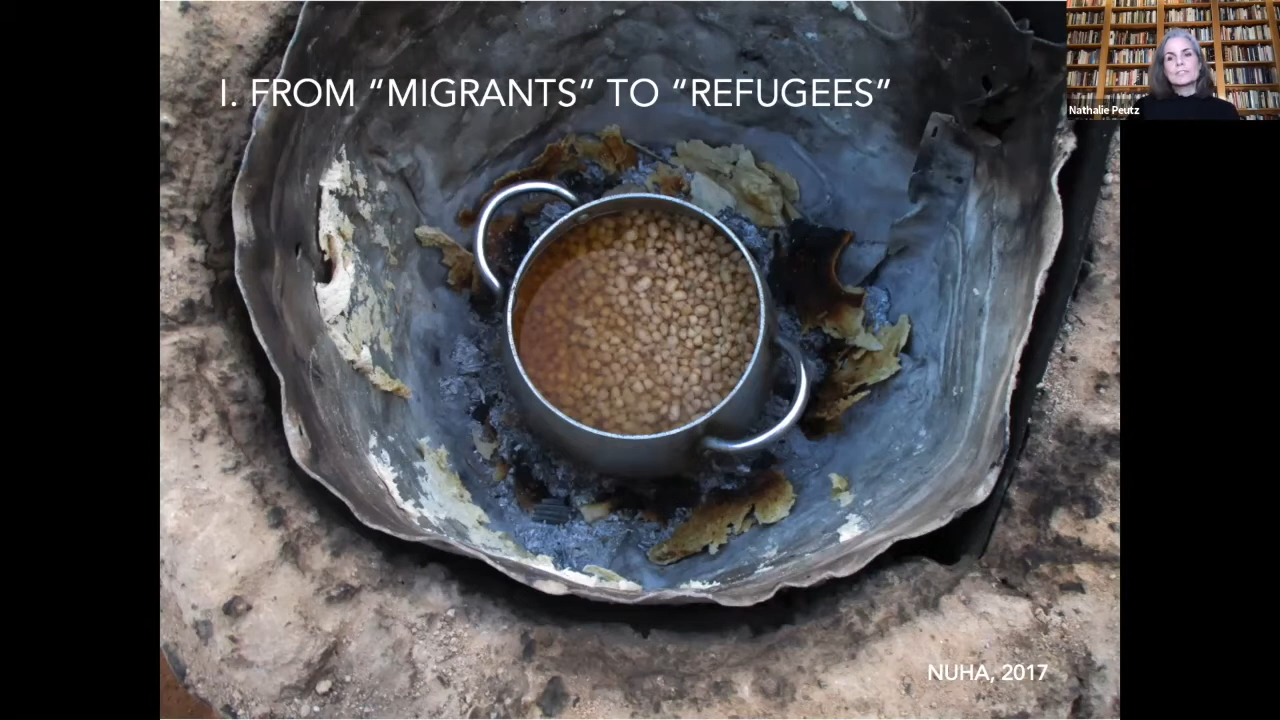 I. FROM “MIGRANTS” TO “REFUGEES”
Nathalie Peutz
NUHA, 2017